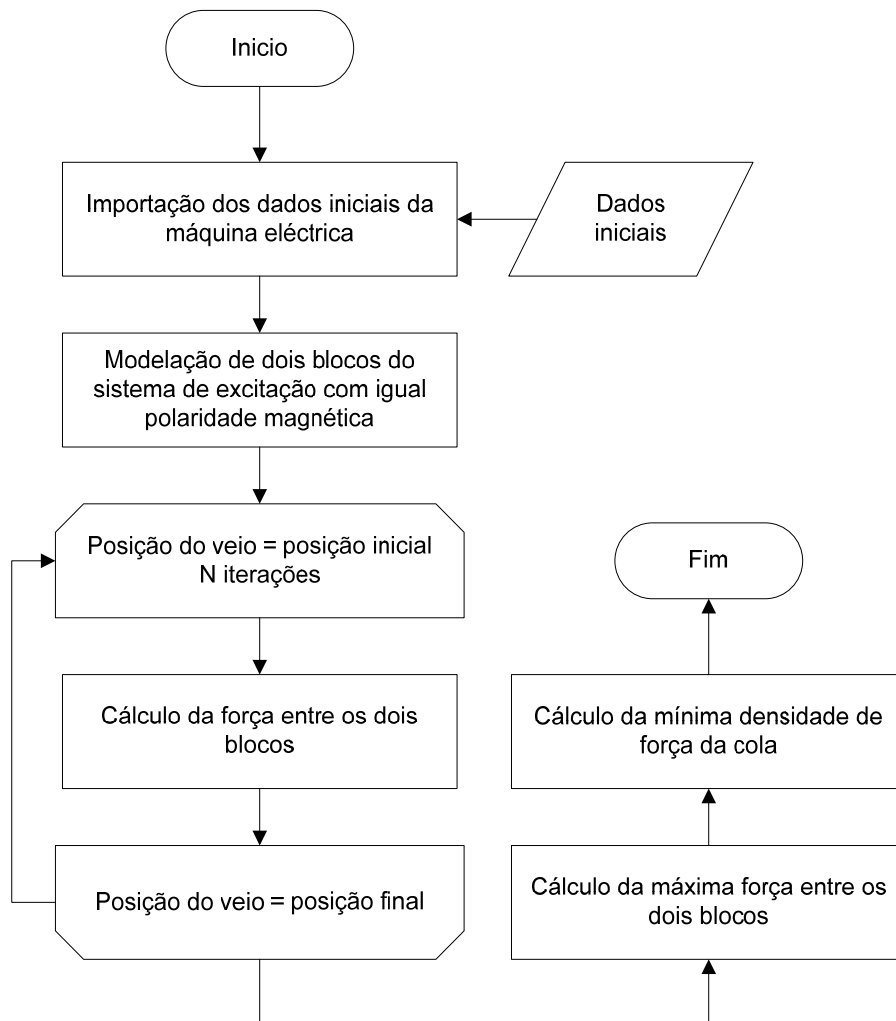 Inicio
Importação dos dados iniciais da
máquina eléctrica
Dados
iniciais
Modelação de dois blocos do
sistema de excitação com igual
polaridade magnética
Posição do veio = posição inicial
N iterações
Cálculo da força entre os dois
blocos
Posição do veio = posição final
Cálculo da máxima força entre os
dois blocos
Cálculo da mínima densidade de
força da cola
Fim